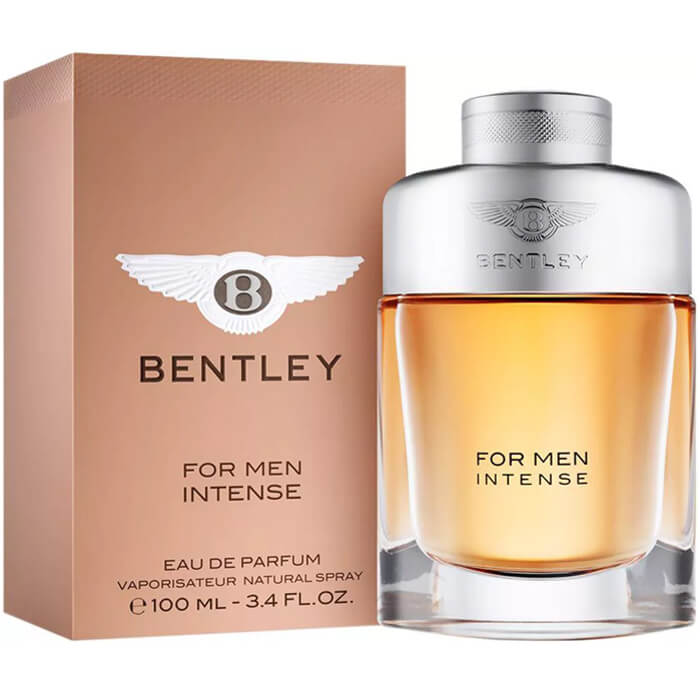 B
BENTLEY
FOR MEN
INTENSE
EAU DE PARFUM
VAPORISATEUR NATURAL SPRAY
℮ 100 ML - 3.4 FL.OZ.
B
BENTLEY
FOR MEN
INTENSE